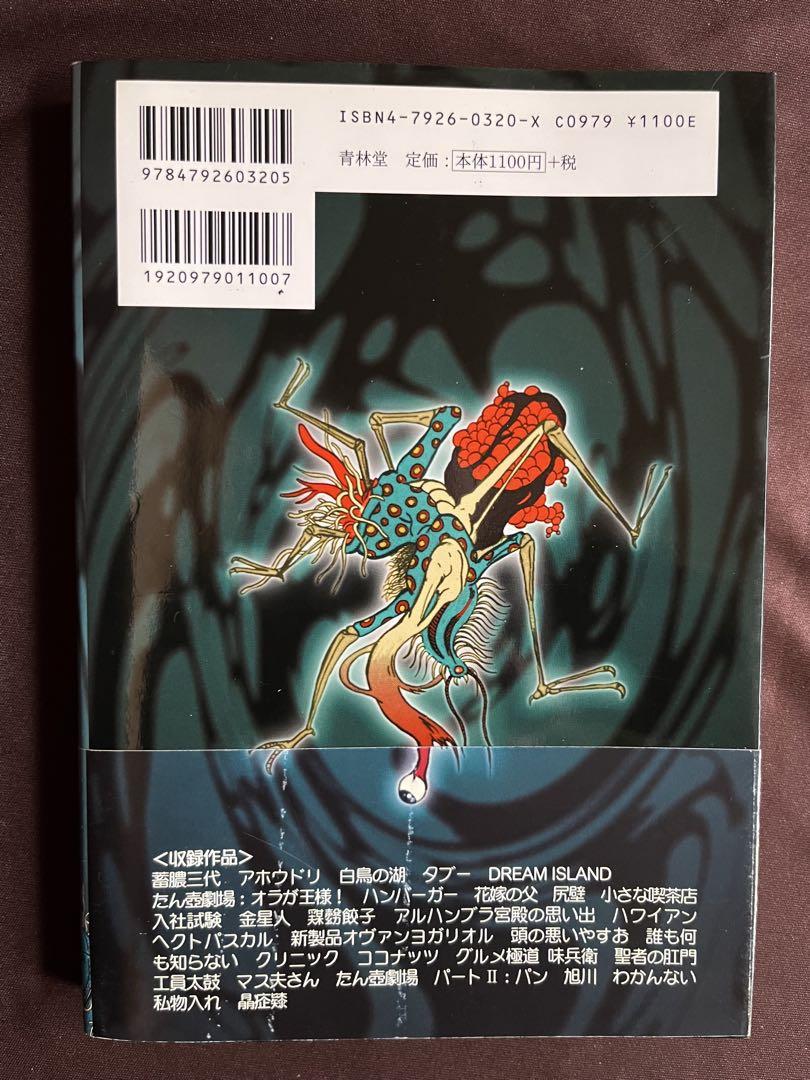 ISBN4-7926-0320-X C0979 ¥1100E
青林堂 定価：本体1100円+税
9784792603205
1920979011007
＜収録作品＞
蓄膿三代 アホウドリ 白鳥の湖 タブー DREAM ISLAND
たん壺劇場：オラが王様！ ハンバーガー 花嫁の父 尻壁 小さな喫茶店
入社試験 金星人 餃子 アルハンブラ宮殿の思い出 ハワイアン
ヘクトパスカル 新製品オヴァンヨガリオル 頭の悪いやすお 誰も何
も知らない クリニック ココナッツ グルメ極道 味兵衛 聖者の肛門
工員太鼓 マス夫さん たん壺劇場 パートⅡ：パン 旭川 わかんない
私物入れ